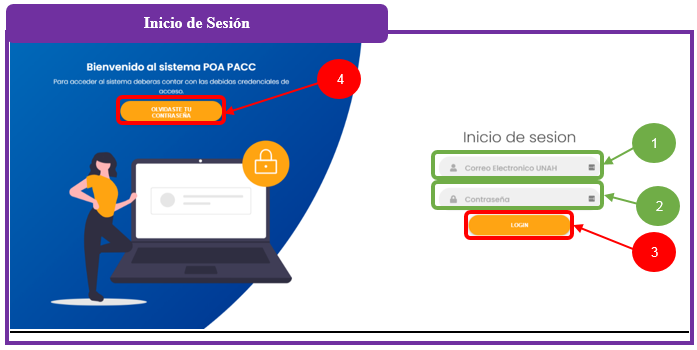 Inicio de Sesión
Bienvenido al sistema POA PACC
Para acceder al sistema deberas contar con las debidas credenciales de
acceso.
OLVIDASTE TU
CONTRASEÑA
4
Inicio de sesion
Correo Electronico UNAH
1
Contraseña
2
LOGIN
3